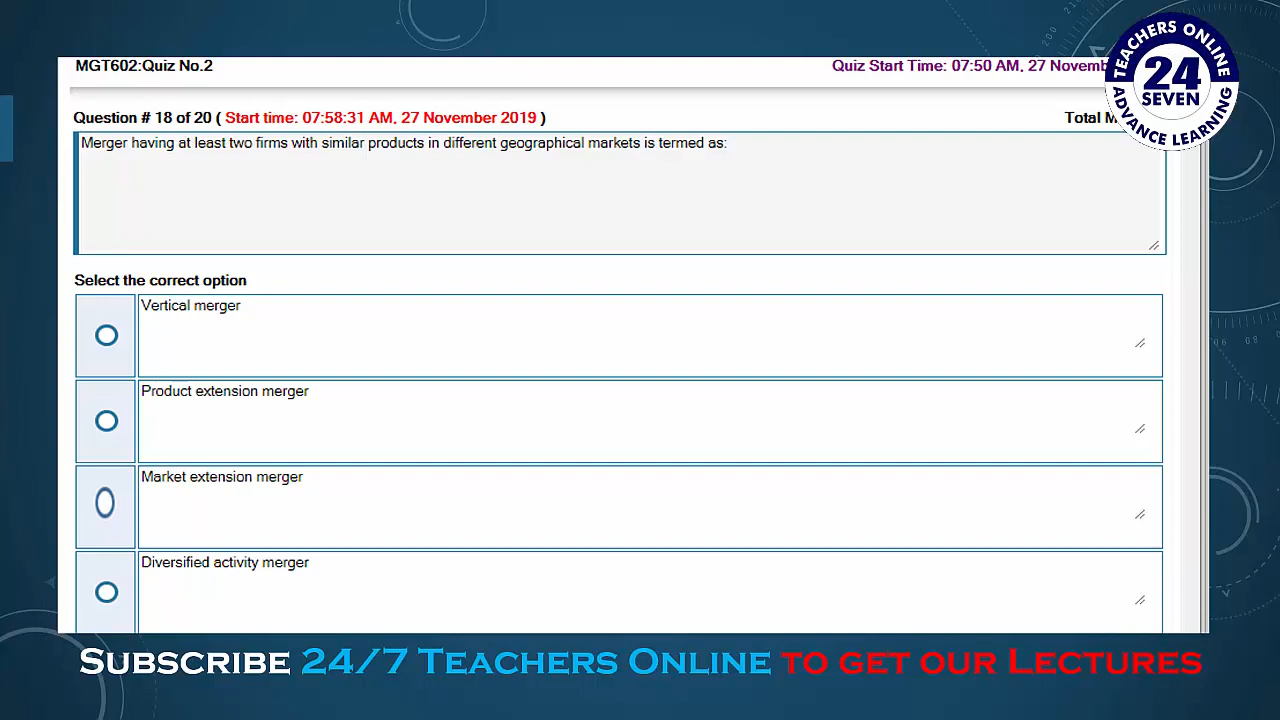 MGT602:Quiz No.2
Quiz Start Time: 07:50 AM, 27
Question # 18 of 20 ( Start time: 07:58:31 AM, 27 November 2019 )
Total
Merger having at least two firms with similar products in different geographical markets is termed as:
Select the correct option
Vertical merger
Product extension merger
Market extension merger
Diversified activity merger
TEACHERS ONLINE
24
SEVEN
ADVANCE LEARNING
SUBSCRIBE 24/7 TEACHERS ONLINE TO GET OUR LECTURES